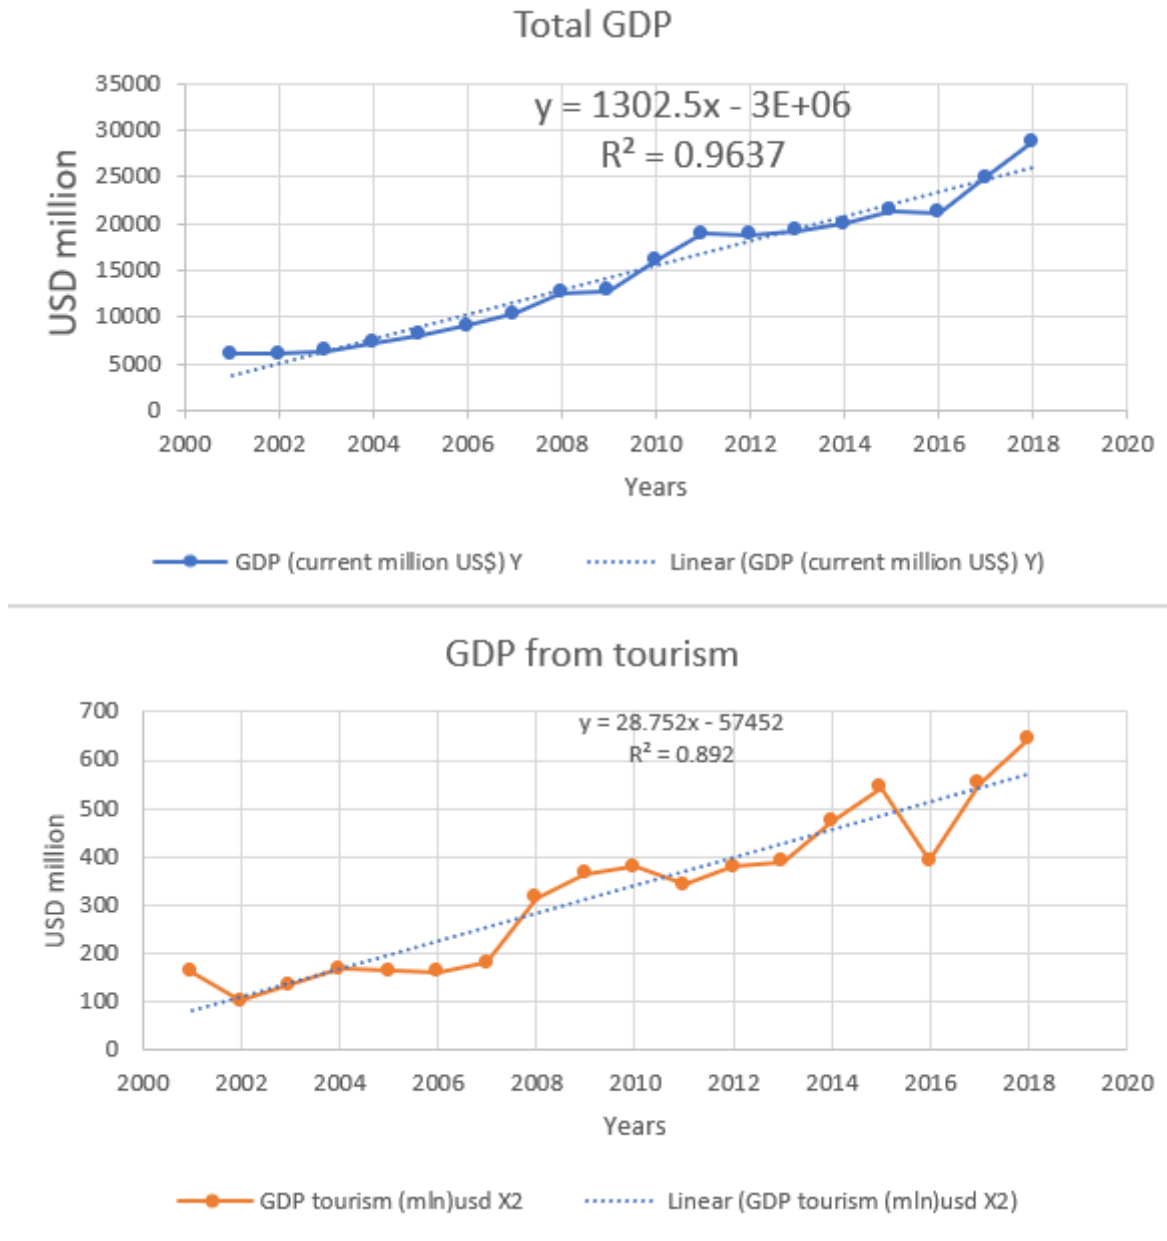 Total GDP
y = 1302.5x - 3E+06
R² = 0.9637
USD million
35000
30000
25000
20000
15000
10000
5000
0
2000 2002 2004 2006 2008 2010 2012 2014 2016 2018 2020
Years
GDP (current million US$) Y Linear (GDP (current million US$) Y)
GDP from tourism
y = 28.752x - 57452
R² = 0.892
USD million
700
600
500
400
300
200
100
0
2000 2002 2004 2006 2008 2010 2012 2014 2016 2018 2020
Years
GDP tourism (mln)usd X2 Linear (GDP tourism (mln)usd X2)